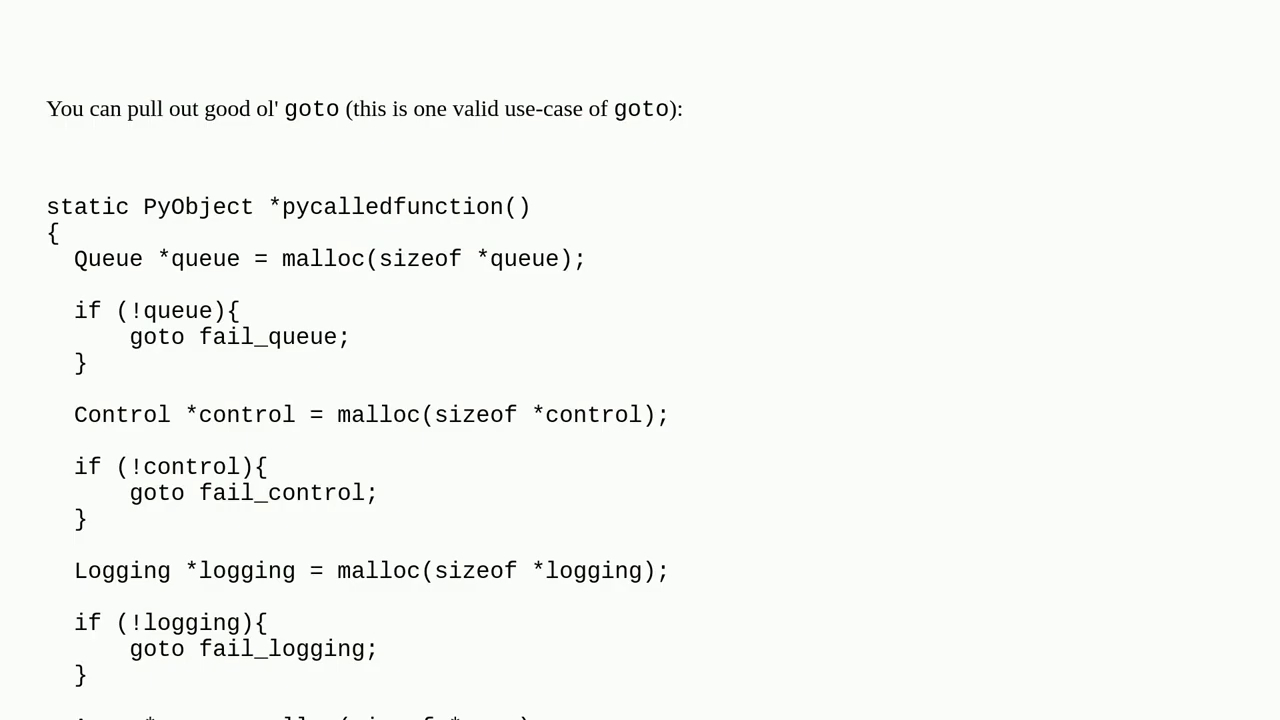 You can pull out good ol' goto (this is one valid use-case of goto):
static PyObject *pycalledfunction()
{
Queue *queue = malloc(sizeof *queue);
if (!queue){
goto fail_queue;
}
Control *control = malloc(sizeof *control);
if (!control){
goto fail_control;
}
Logging *logging = malloc(sizeof *logging);
if (!logging){
goto fail_logging;
}